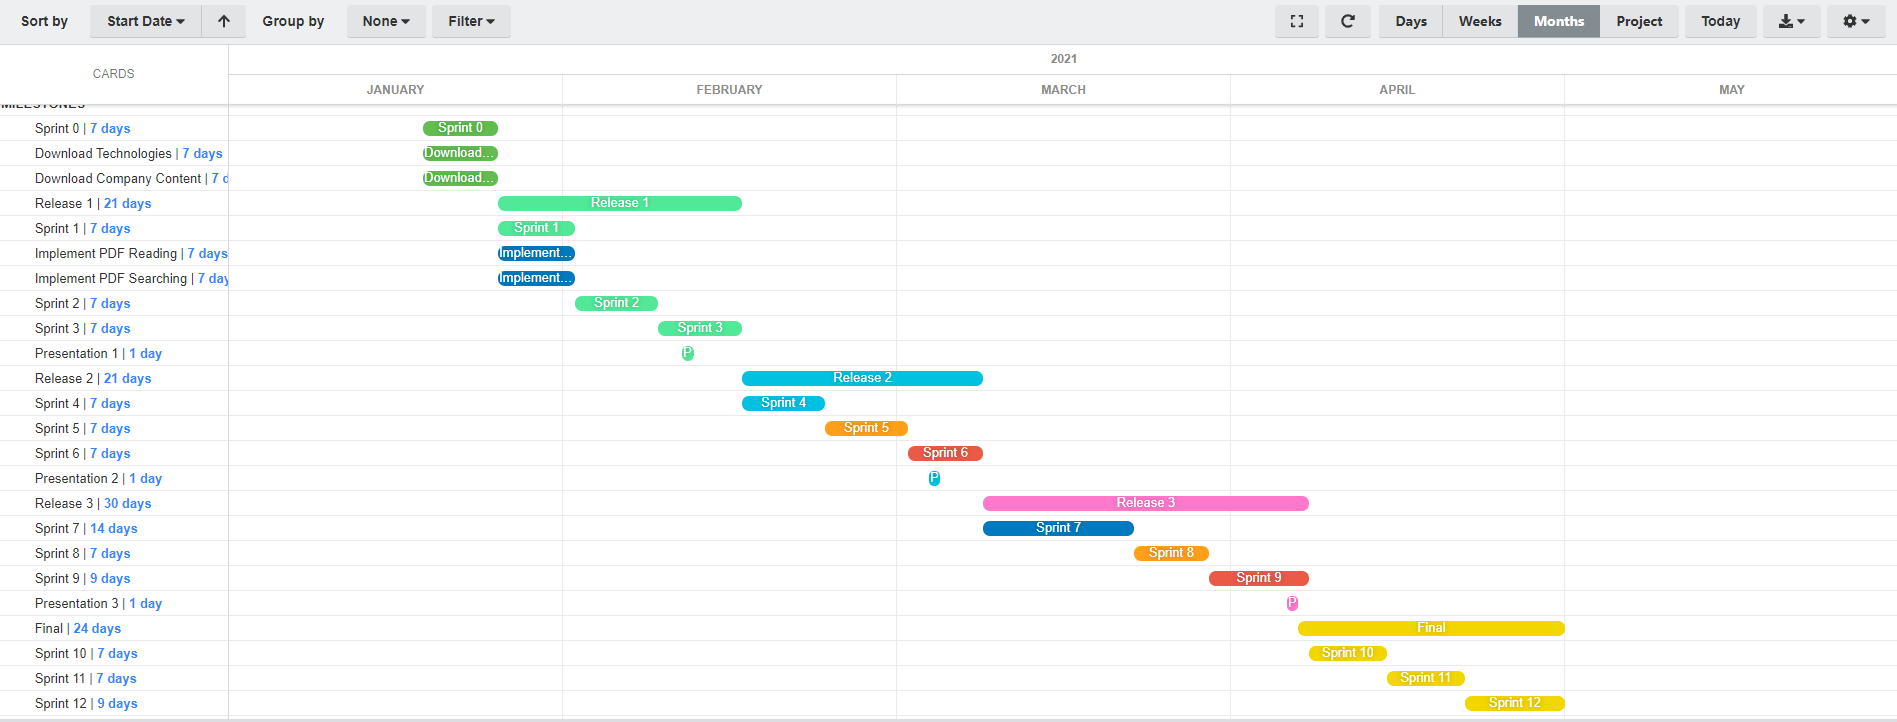 Sort by Start Date Group by None Filter Days Weeks Months Project Today
CARDS
2021
JANUARY FEBRUARY MARCH APRIL MAY
MILESTONES
Sprint 0 | 7 days Sprint 0
Download Technologies | 7 days Download...
Download Company Content | 7 d Download...
Release 1 | 21 days Release 1
Sprint 1 | 7 days Sprint 1
Implement PDF Reading | 7 days Implement...
Implement PDF Searching | 7 day Implement...
Sprint 2 | 7 days Sprint 2
Sprint 3 | 7 days Sprint 3
Presentation 1 | 1 day P
Release 2 | 21 days Release 2
Sprint 4 | 7 days Sprint 4
Sprint 5 | 7 days Sprint 5
Sprint 6 | 7 days Sprint 6
Presentation 2 | 1 day P
Release 3 | 30 days Release 3
Sprint 7 | 14 days Sprint 7
Sprint 8 | 7 days Sprint 8
Sprint 9 | 9 days Sprint 9
Presentation 3 | 1 day P
Final | 24 days Final
Sprint 10 | 7 days Sprint 10
Sprint 11 | 7 days Sprint 11
Sprint 12 | 9 days Sprint 12